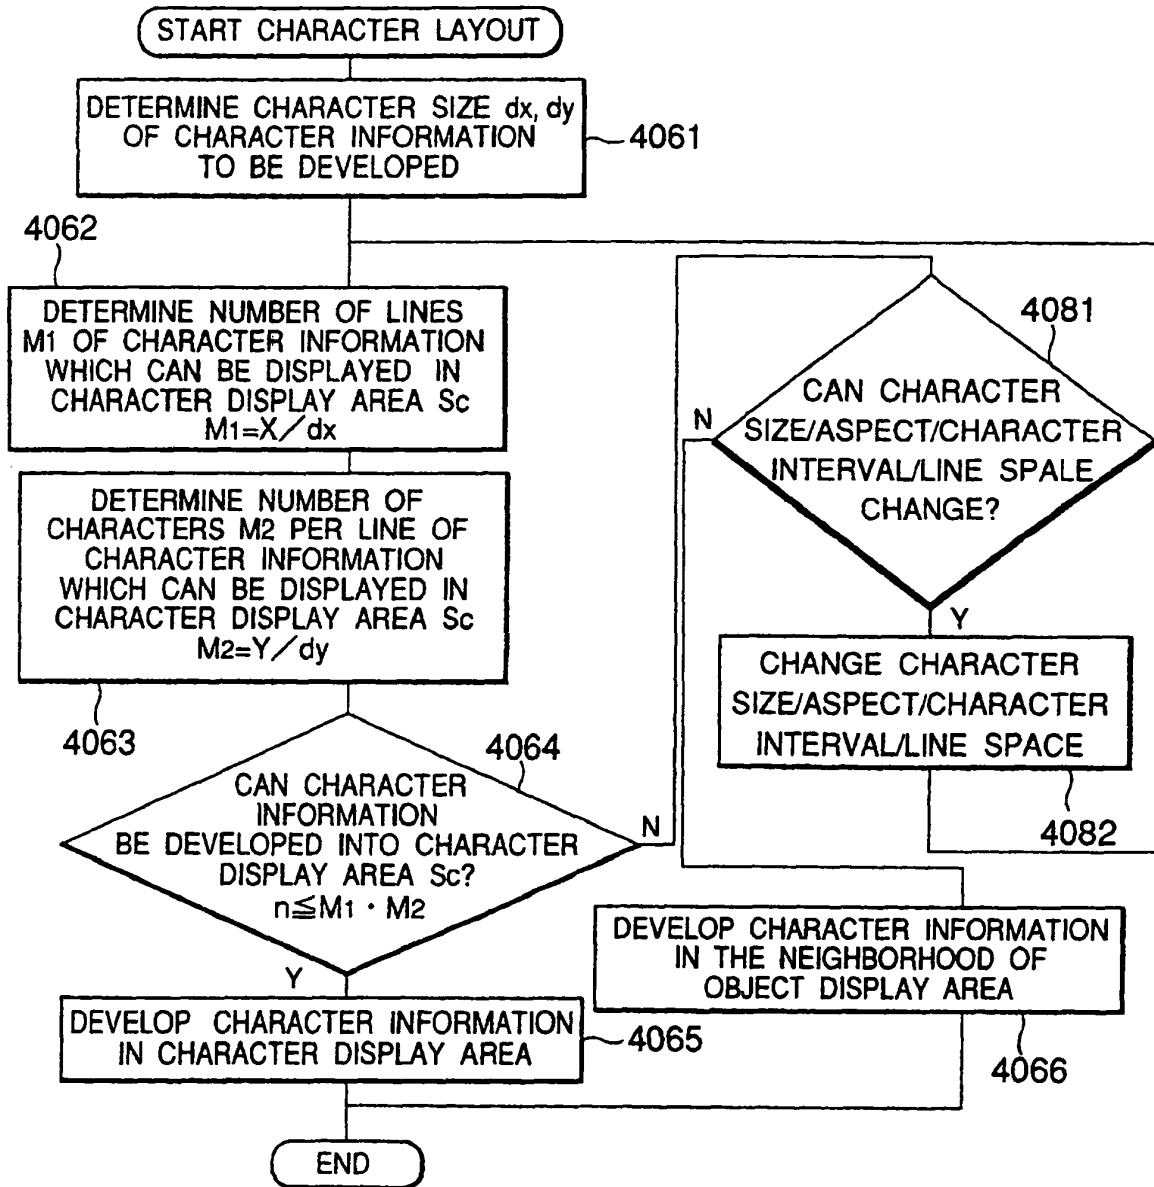 START CHARACTER LAYOUT
DETERMINE CHARACTER SIZE dx, dy
OF CHARACTER INFORMATION
TO BE DEVELOPED
4061
4062
DETERMINE NUMBER OF LINES
M1 OF CHARACTER INFORMATION
WHICH CAN BE DISPLAYED IN
CHARACTER DISPLAY AREA Sc
M1=X/dx
DETERMINE NUMBER OF
CHARACTERS M2 PER LINE OF
CHARACTER INFORMATION
WHICH CAN BE DISPLAYED IN
CHARACTER DISPLAY AREA Sc
M2=Y/dy
4063
4064
CAN CHARACTER
INFORMATION
BE DEVELOPED INTO CHARACTER
DISPLAY AREA Sc?
n≦M1・M2
N
Y
DEVELOP CHARACTER INFORMATION
IN CHARACTER DISPLAY AREA
4065
4081
CAN CHARACTER
SIZE/ASPECT/CHARACTER
INTERVAL/LINE SPALE
CHANGE?
N
Y
CHANGE CHARACTER
SIZE/ASPECT/CHARACTER
INTERVAL/LINE SPACE
4082
DEVELOP CHARACTER INFORMATION
IN THE NEIGHBORHOOD OF
OBJECT DISPLAY AREA
4066
END